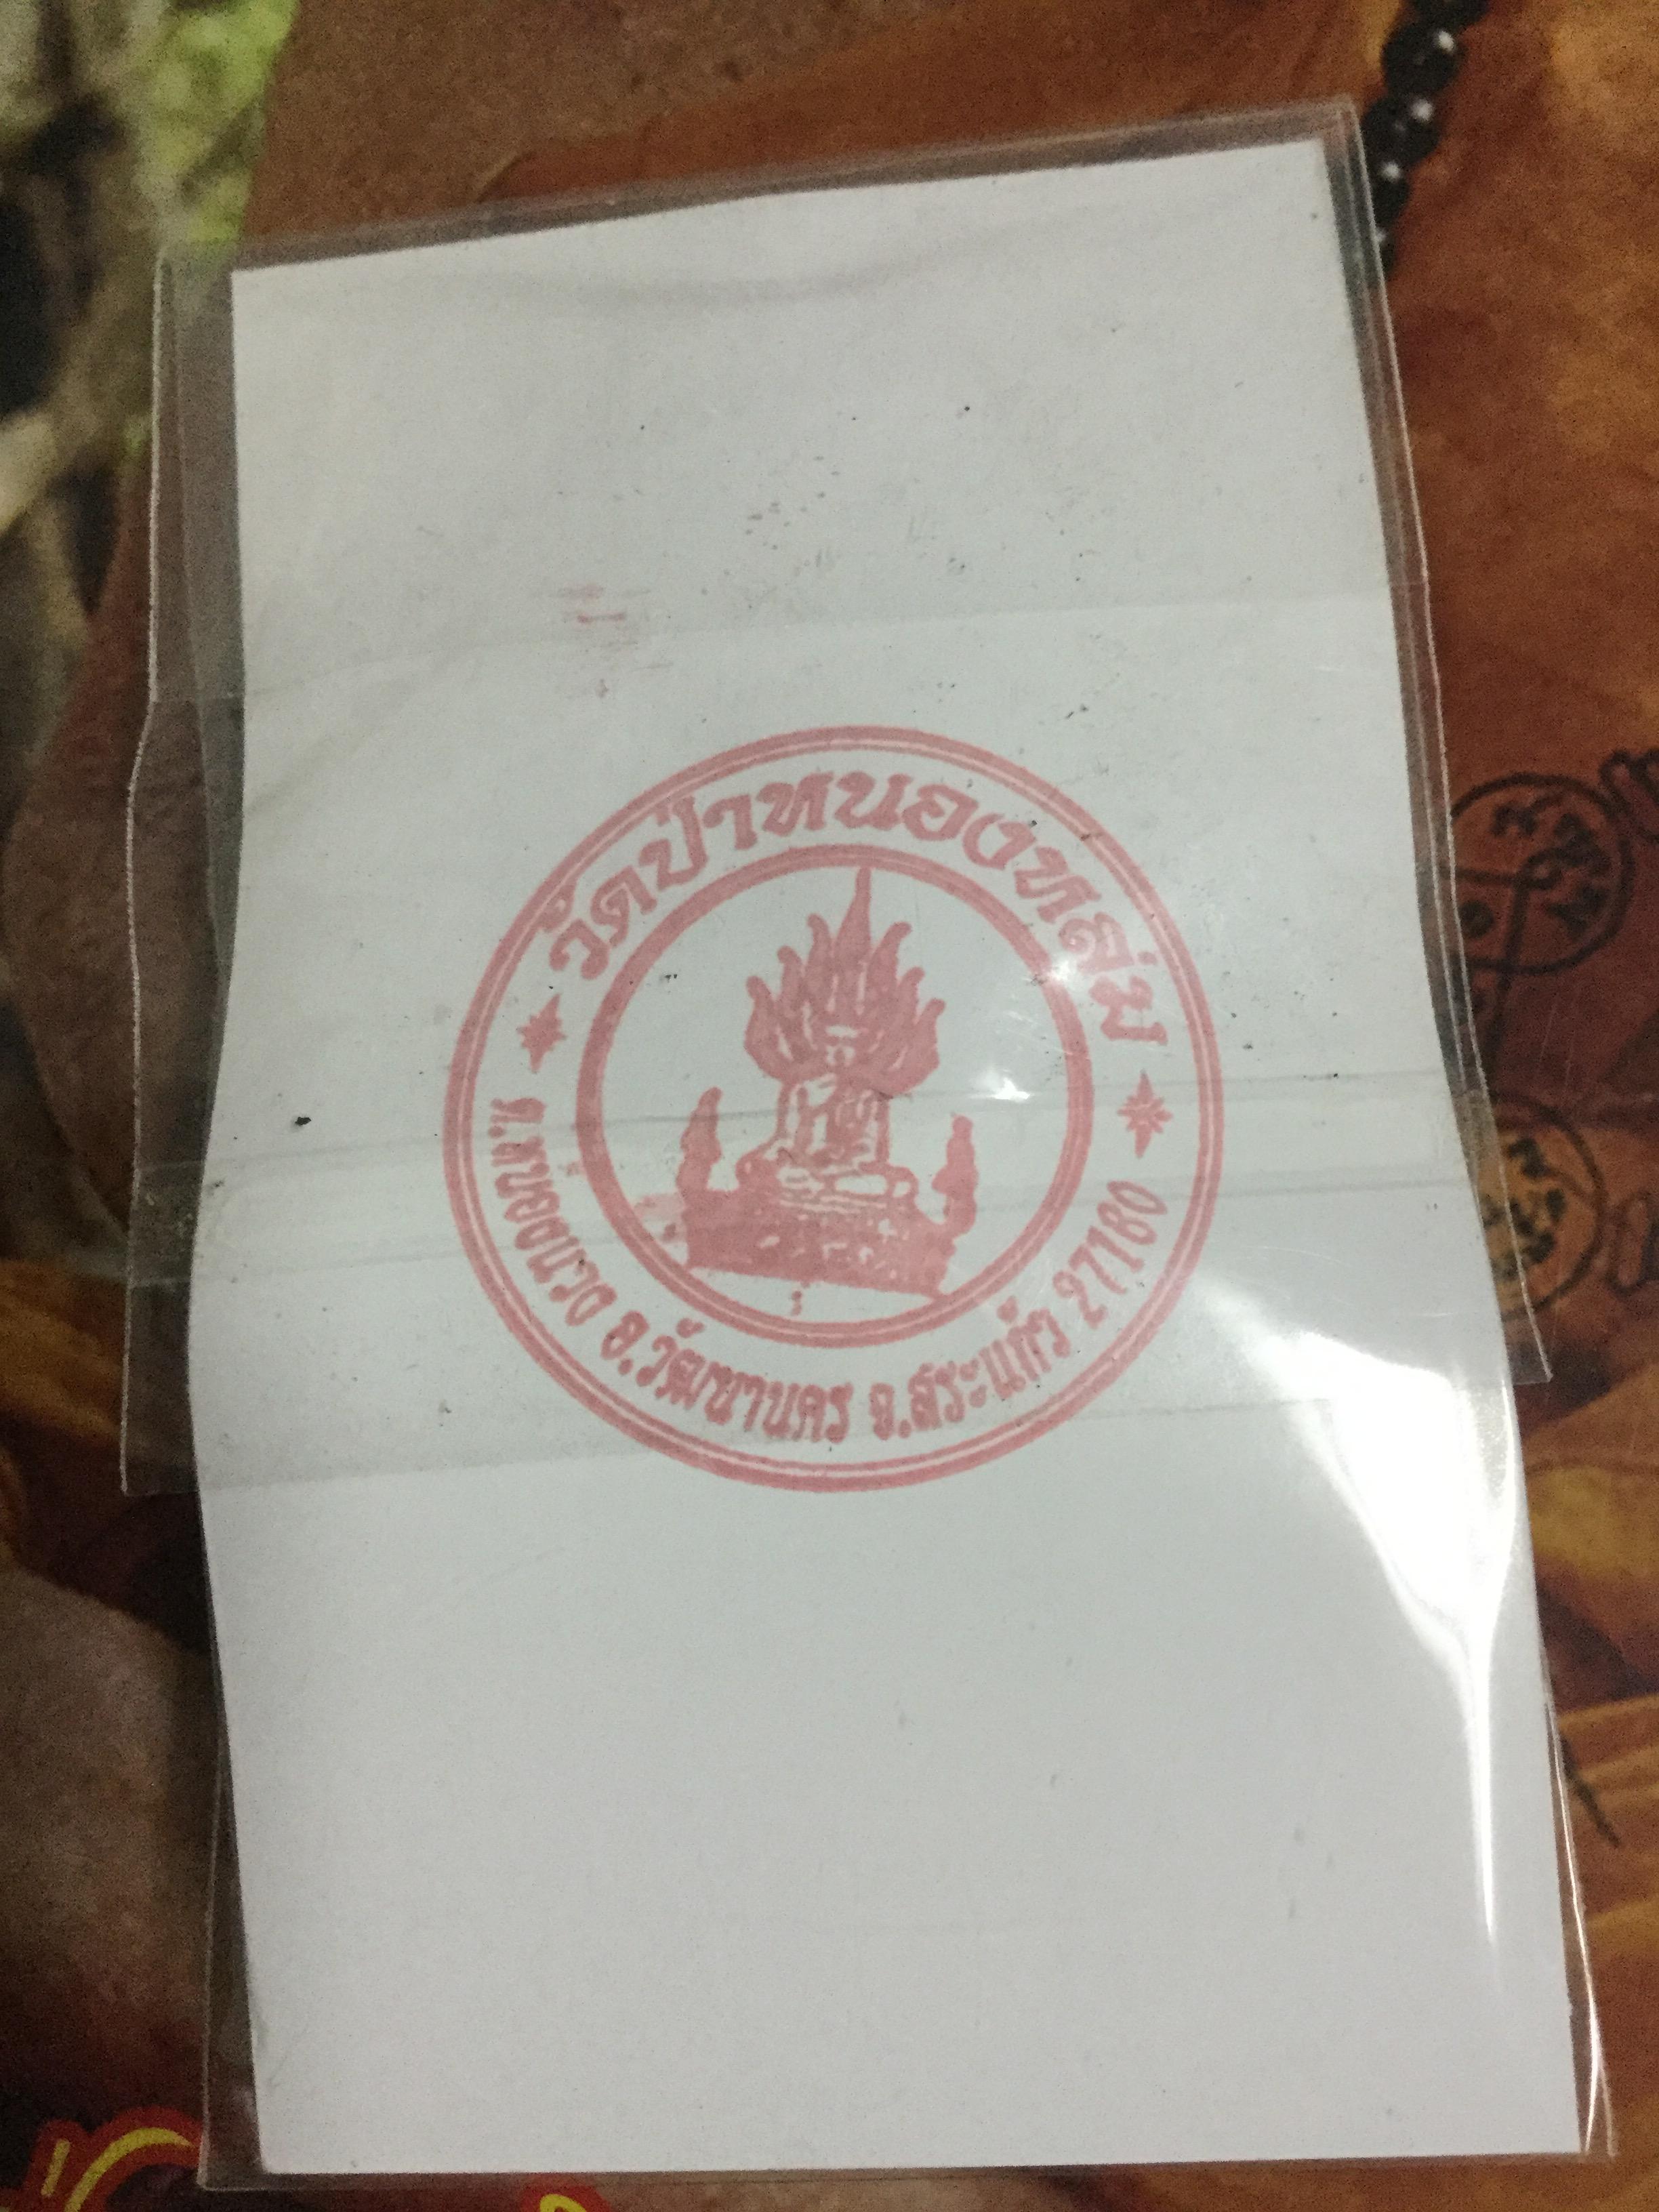 วัดป่าหนองหล่ม
ต.หนองแวง อ.วัฒนานคร จ.สระแก้ว 27180